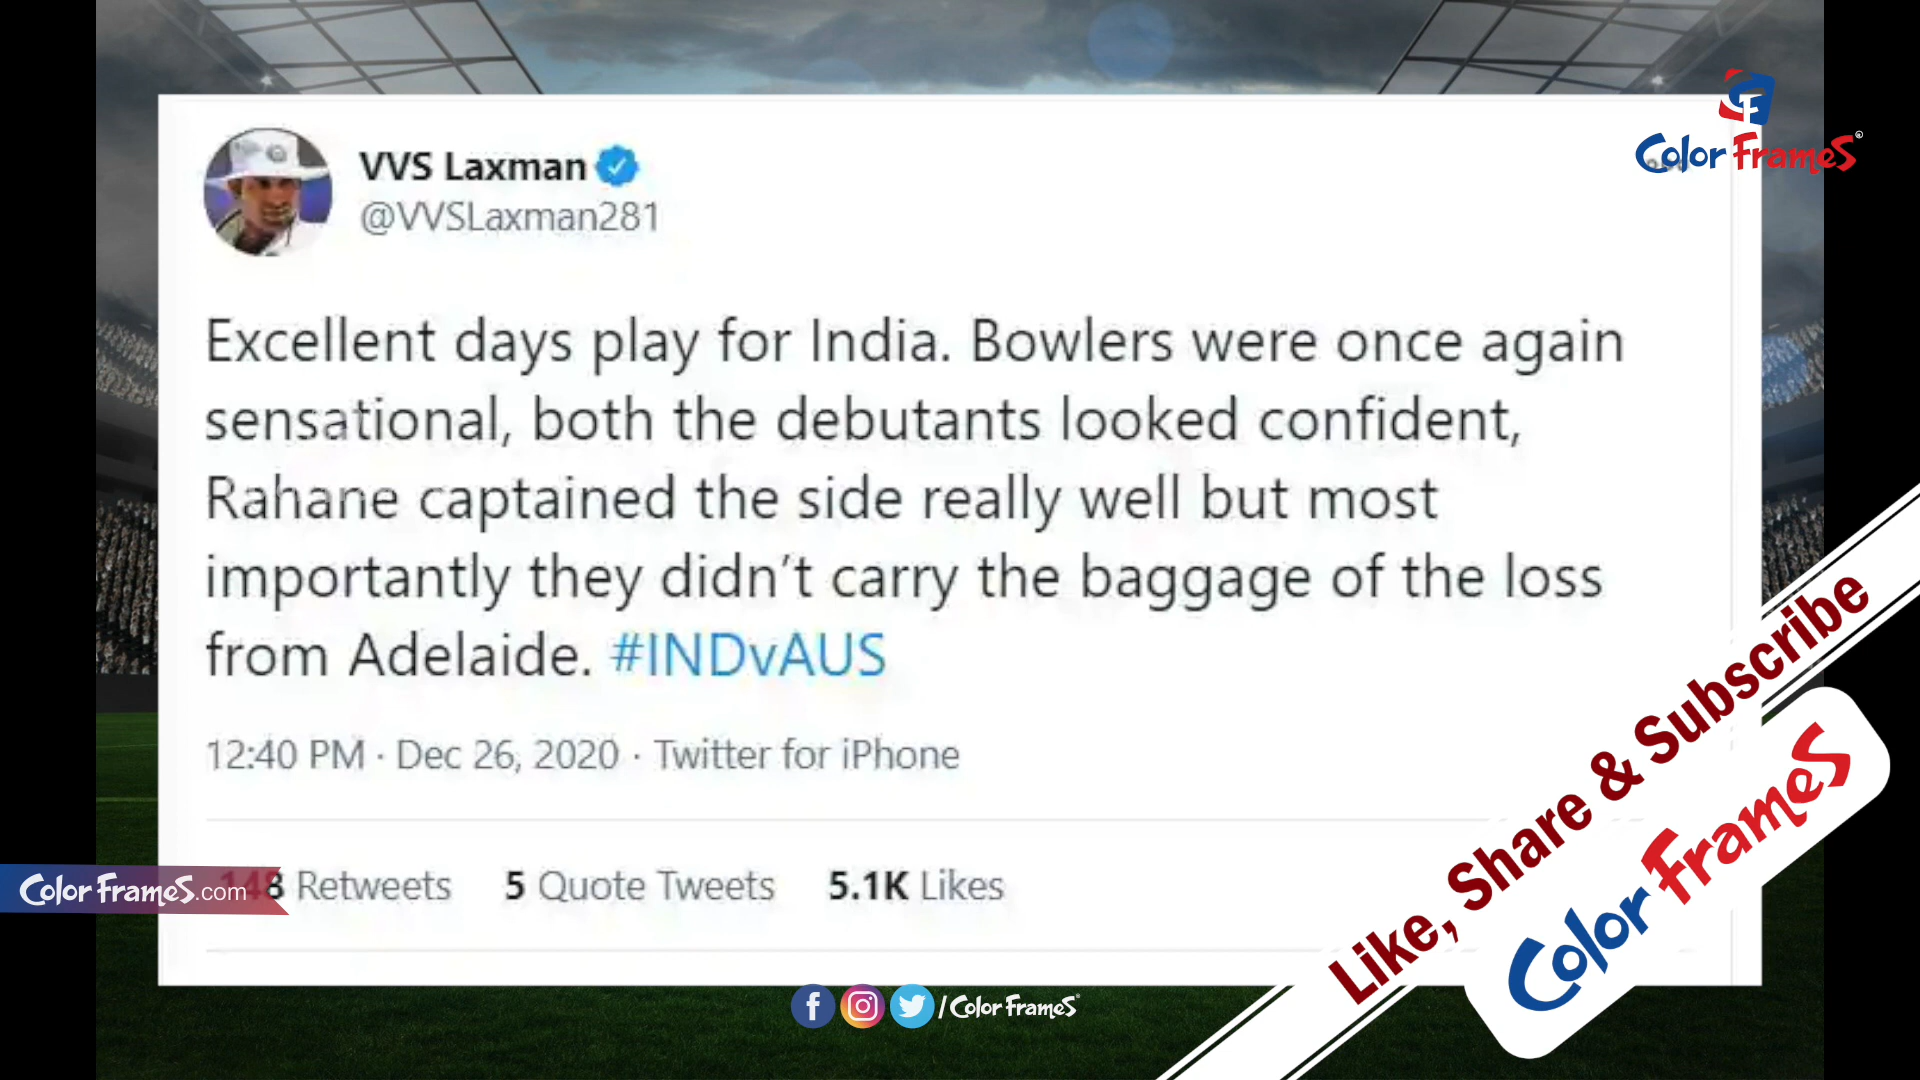 CF
Color FrameS®
VVS Laxman
@VVSLaxman281
Excellent days play for India. Bowlers were once again
sensational, both the debutants looked confident,
Rahane captained the side really well but most
importantly they didn't carry the baggage of the loss
from Adelaide. #INDvAUS
12:40 PM · Dec 26, 2020 · Twitter for iPhone
148 Retweets 5 Quote Tweets 5.1K Likes
Color FrameS.com
Like, Share & Subscribe
Color FrameS
/Color FrameS®